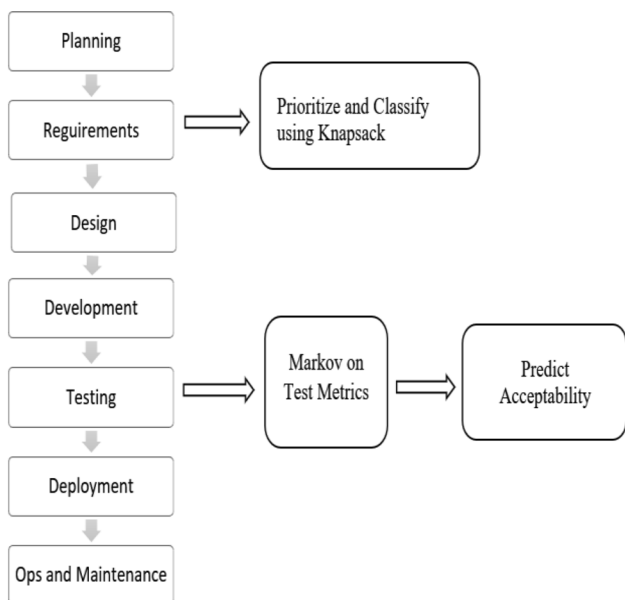 Planning
Reguirements
Prioritize and Classify
using Knapsack
Design
Development
Testing
Markov on
Test Metrics
Predict
Acceptability
Deployment
Ops and Maintenance